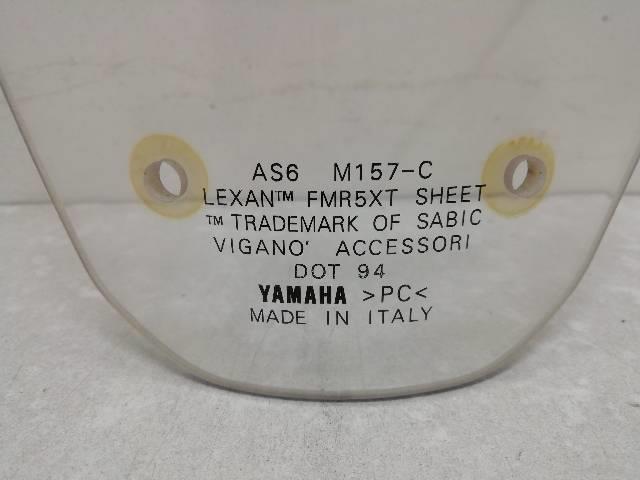 AS6 M157-C
LEXAN™ FMR5XT SHEET
™ TRADEMARK OF SABIC
VIGANO' ACCESSORI
DOT 94
YAMAHA >PC<
MADE IN ITALY